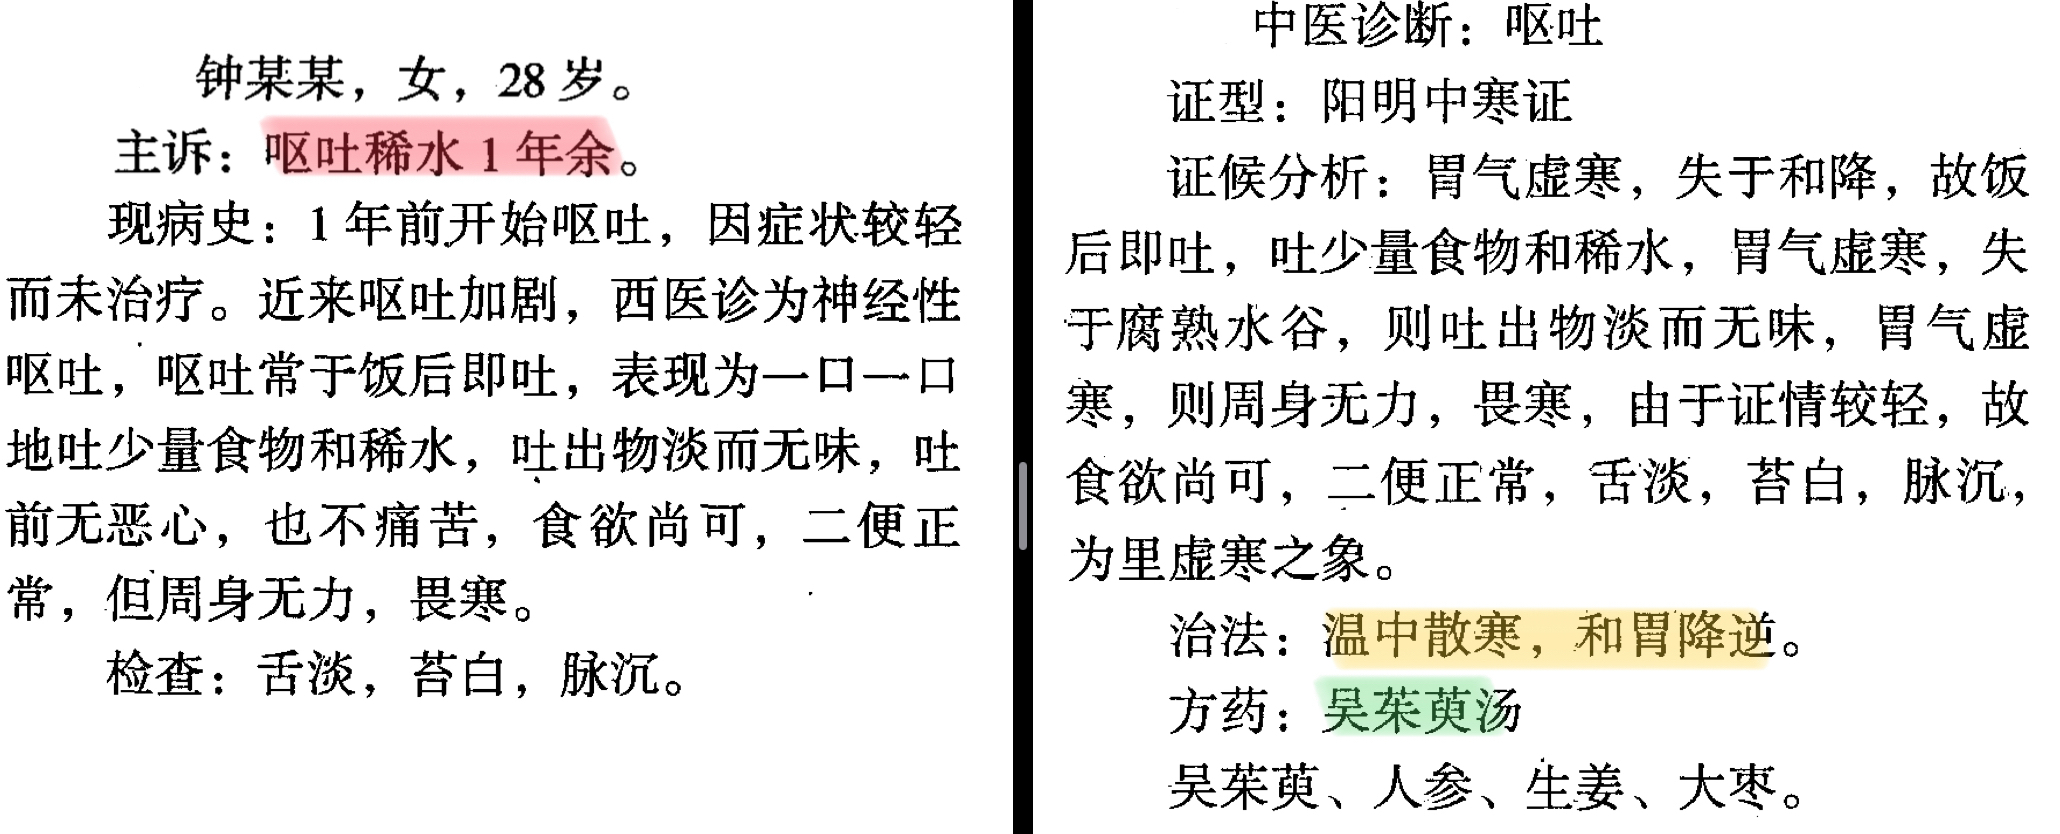 钟某某，女，28岁。
主诉：呕吐稀水1年余。
现病史：1年前开始呕吐，因症状较轻
而未治疗。近来呕吐加剧，西医诊为神经性
呕吐，呕吐常于饭后即吐，表现为一口一口
地吐少量食物和稀水，吐出物淡而无味，吐
前无恶心，也不痛苦，食欲尚可，二便正
常，但周身无力，畏寒。
检查：舌淡，苔白，脉沉。
中医诊断：呕吐
证型：阳明中寒证
证候分析：胃气虚寒，失于和降，故饭
后即吐，吐少量食物和稀水，胃气虚寒，失
于腐熟水谷，则吐出物淡而无味，胃气虚
寒，则周身无力，畏寒，由于证情较轻，故
食欲尚可，二便正常，舌淡，苔白，脉沉，
为里虚寒之象。
治法：温中散寒，和胃降逆。
方药：吴茱萸汤
吴茱萸、人参、生姜、大枣。